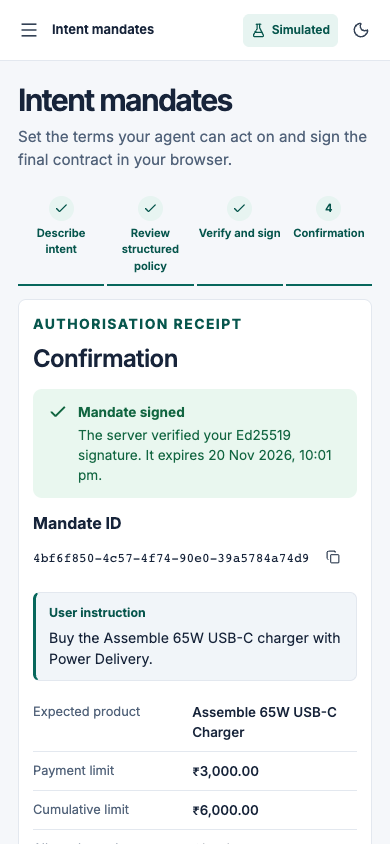 Intent mandates
Simulated
Intent mandates
Set the terms your agent can act on and sign the
final contract in your browser.
Describe
intent
Review
structured
policy
Verify and sign
4
Confirmation
AUTHORISATION RECEIPT
Confirmation
Mandate signed
The server verified your Ed25519
signature. It expires 20 Nov 2026, 10:01
pm.
Mandate ID
4bf6f850-4c57-4f74-90e0-39a5784a74d9
User instruction
Buy the Assemble 65W USB-C charger with
Power Delivery.
Expected product
Assemble 65W USB-C
Charger
Payment limit
₹3,000.00
Cumulative limit
₹6,000.00